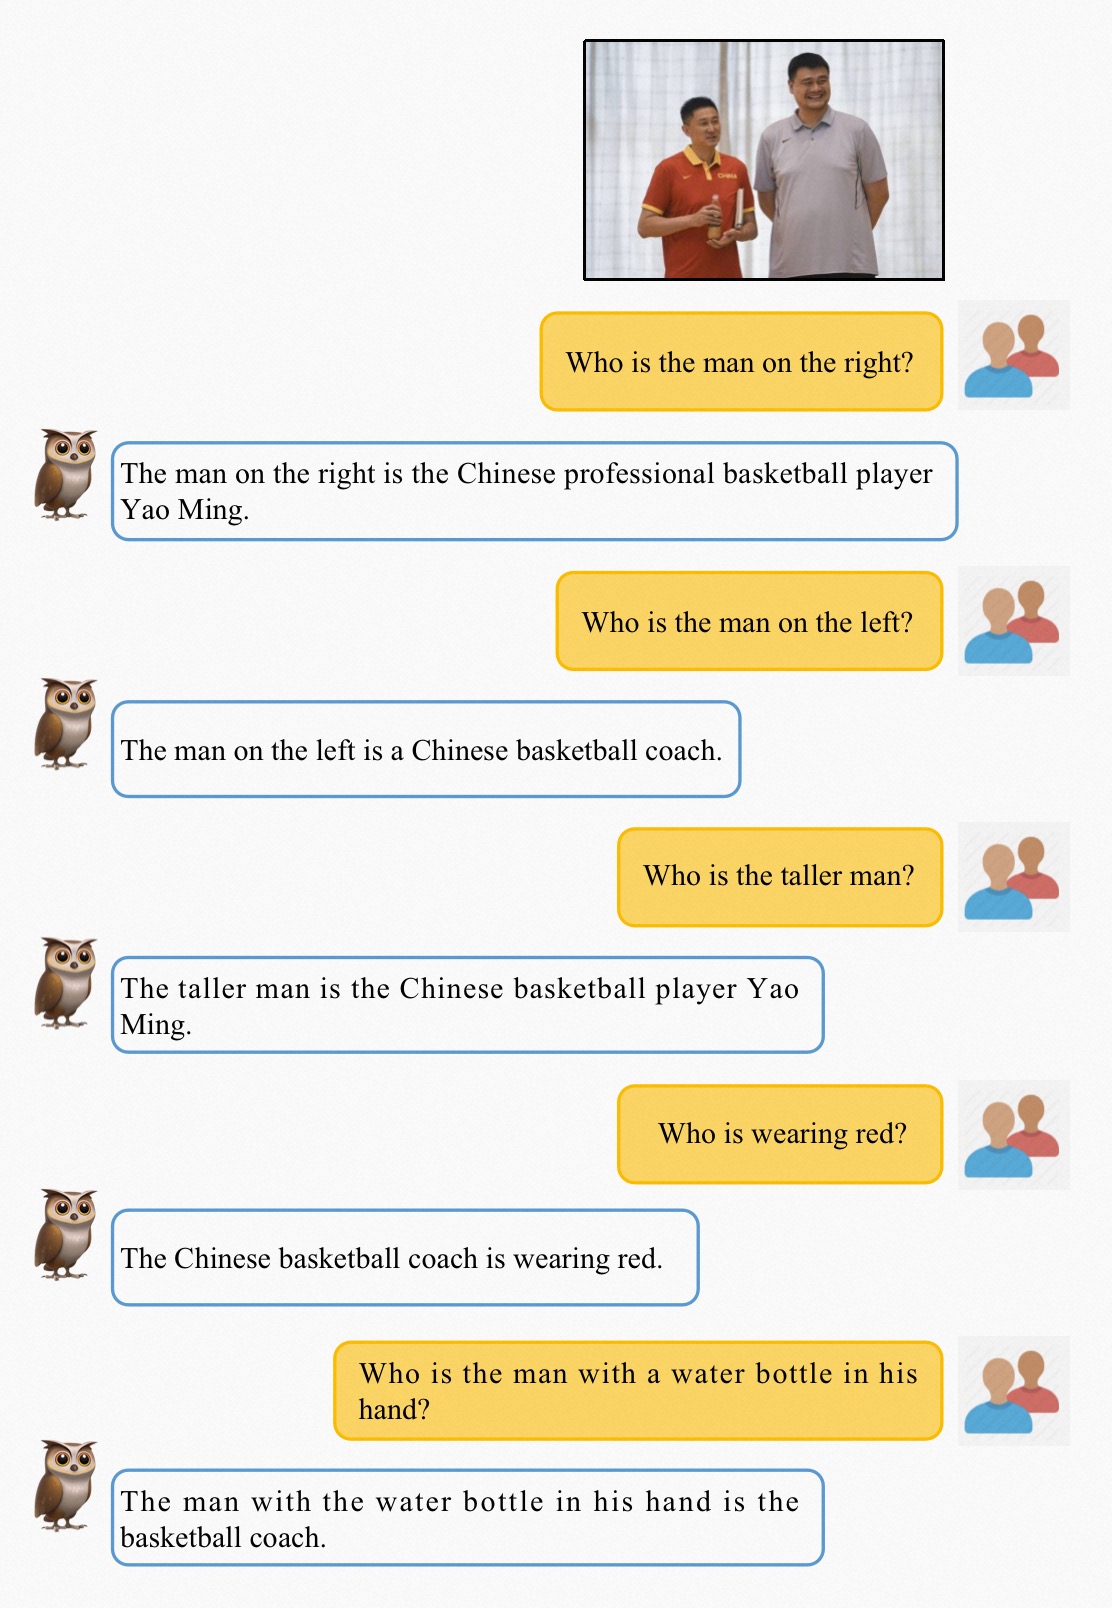 CHINA
Who is the man on the right?
The man on the right is the Chinese professional basketball player
Yao Ming.
Who is the man on the left?
The man on the left is a Chinese basketball coach.
Who is the taller man?
The taller man is the Chinese basketball player Yao
Ming.
Who is wearing red?
The Chinese basketball coach is wearing red.
Who is the man with a water bottle in his
hand?
The man with the water bottle in his hand is the
basketball coach.